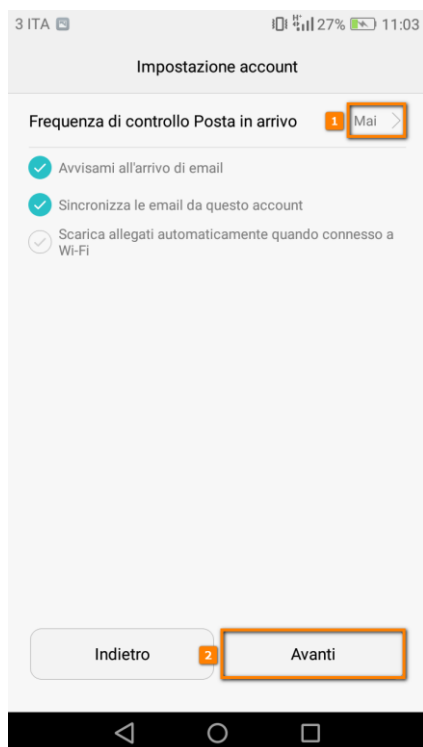 3 ITA 27% 11:03
Impostazione account
Frequenza di controllo Posta in arrivo 1 Mai
Avvisami all'arrivo di email
Sincronizza le email da questo account
Scarica allegati automaticamente quando connesso a
Wi-Fi
Indietro 2 Avanti